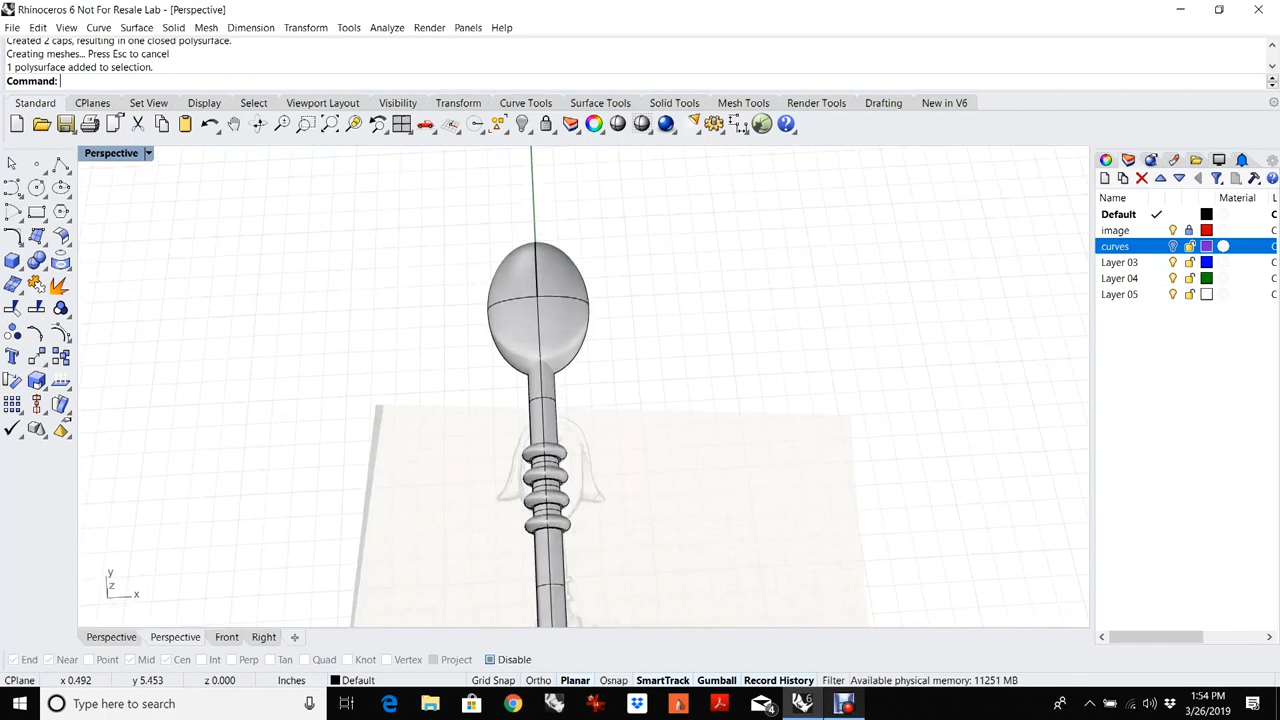 Rhinoceros 6 Not For Resale Lab - [Perspective]
File Edit View Curve Surface Solid Mesh Dimension Transform Tools Analyze Render Panels Help
Created 2 caps, resulting in one closed polysurface.
Creating meshes... Press Esc to cancel
1 polysurface added to selection.
Command:
Standard CPlanes Set View Display Select Viewport Layout Visibility Transform Curve Tools Surface Tools Solid Tools Mesh Tools Render Tools Drafting New in V6
Perspective
Name Material L
Default C
image C
curves C
Layer 03 C
Layer 04 C
Layer 05 C
y
z
x
Perspective Perspective Front Right
End Near Point Mid Cen Int Perp Tan Quad Knot Vertex Project Disable
CPlane x 0.492 y 5.453 z 0.000 Inches Default Grid Snap Ortho Planar Osnap SmartTrack Gumball Record History Filter Available physical memory: 11251 MB
Type here to search
4
1:54 PM
3/26/2019